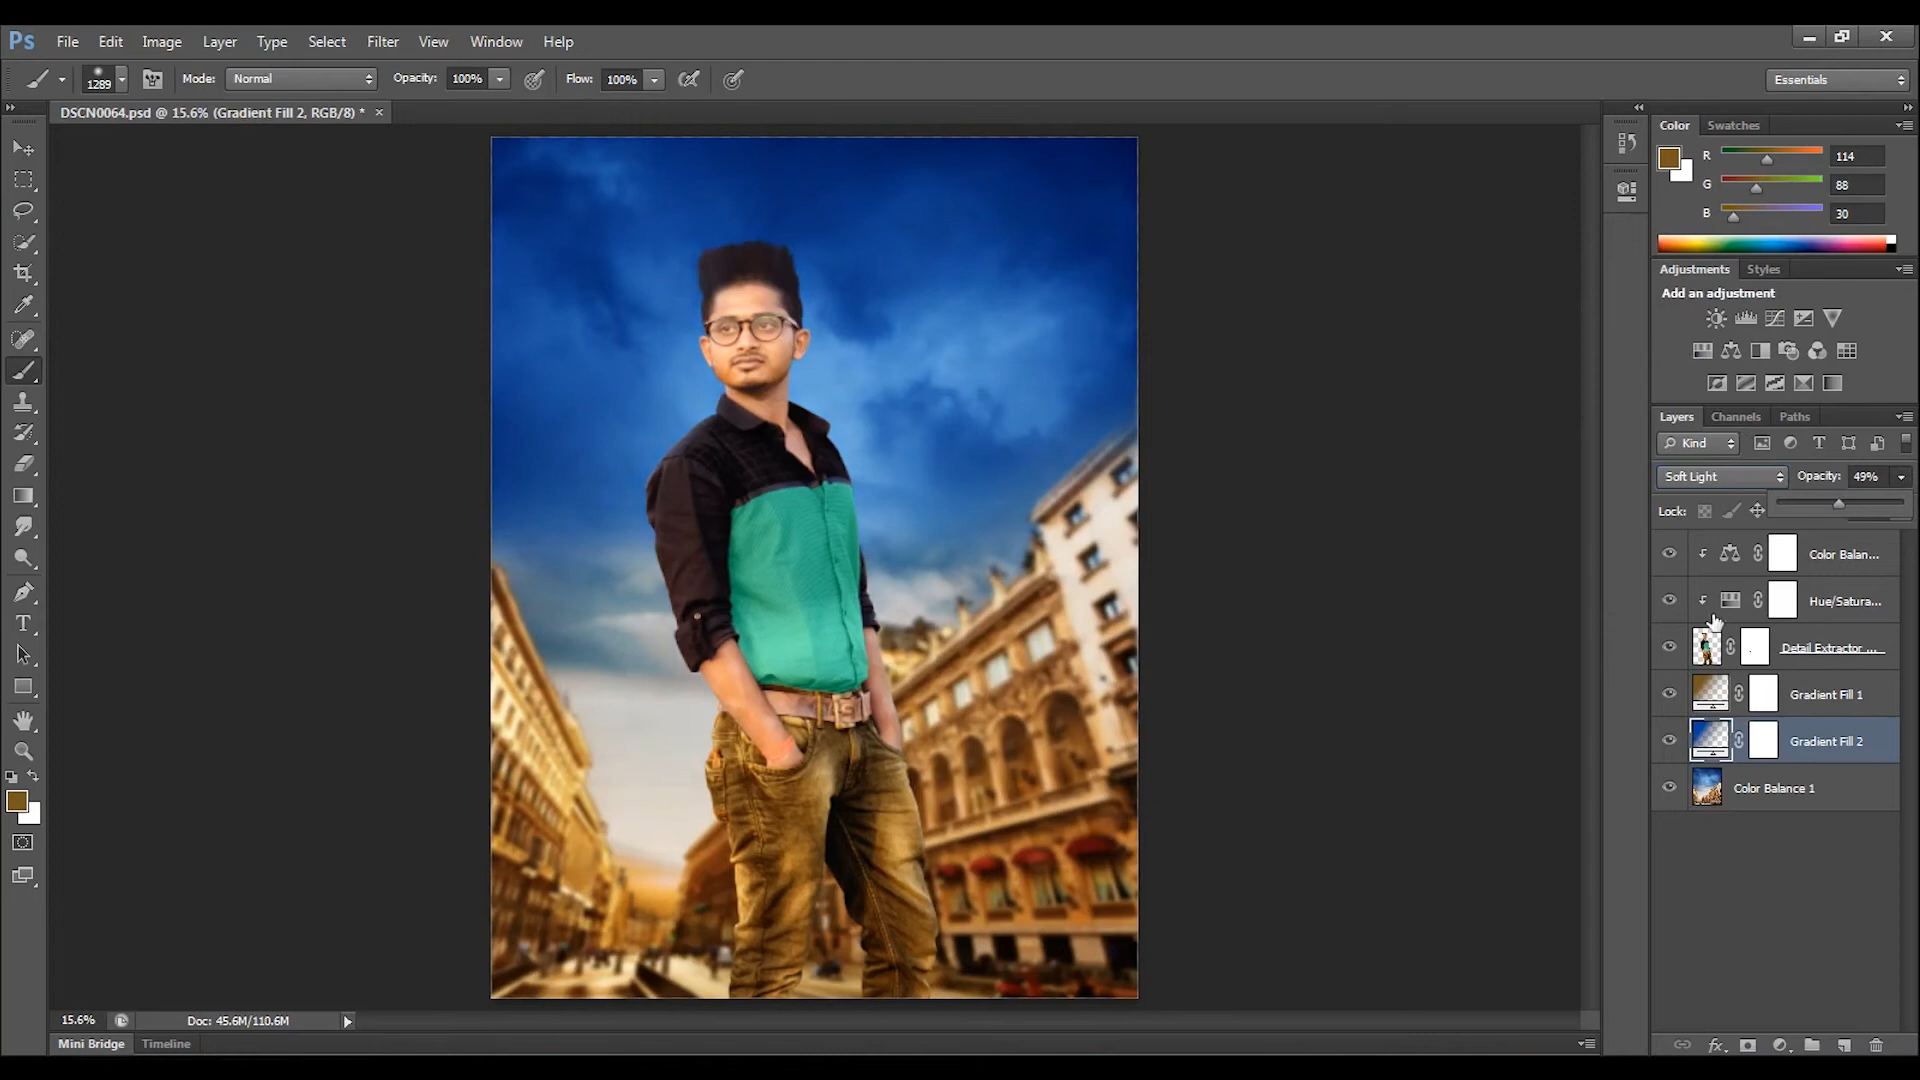 Ps File Edit Image Layer Type Select Filter View Window Help
1289 Mode: Normal Opacity: 100% Flow: 100% Essentials
DSCN0064.psd @ 15.6% (Gradient Fill 2, RGB/8) * ×
Color Swatches
R 114
G 88
B 30
Adjustments Styles
Add an adjustment
Layers Channels Paths
Kind
Soft Light Opacity: 49%
Lock:
Color Balan...
Hue/Satura...
Detail Extractor ...
Gradient Fill 1
Gradient Fill 2
Color Balance 1
15.6% Doc: 45.6M/110.6M
Mini Bridge Timeline